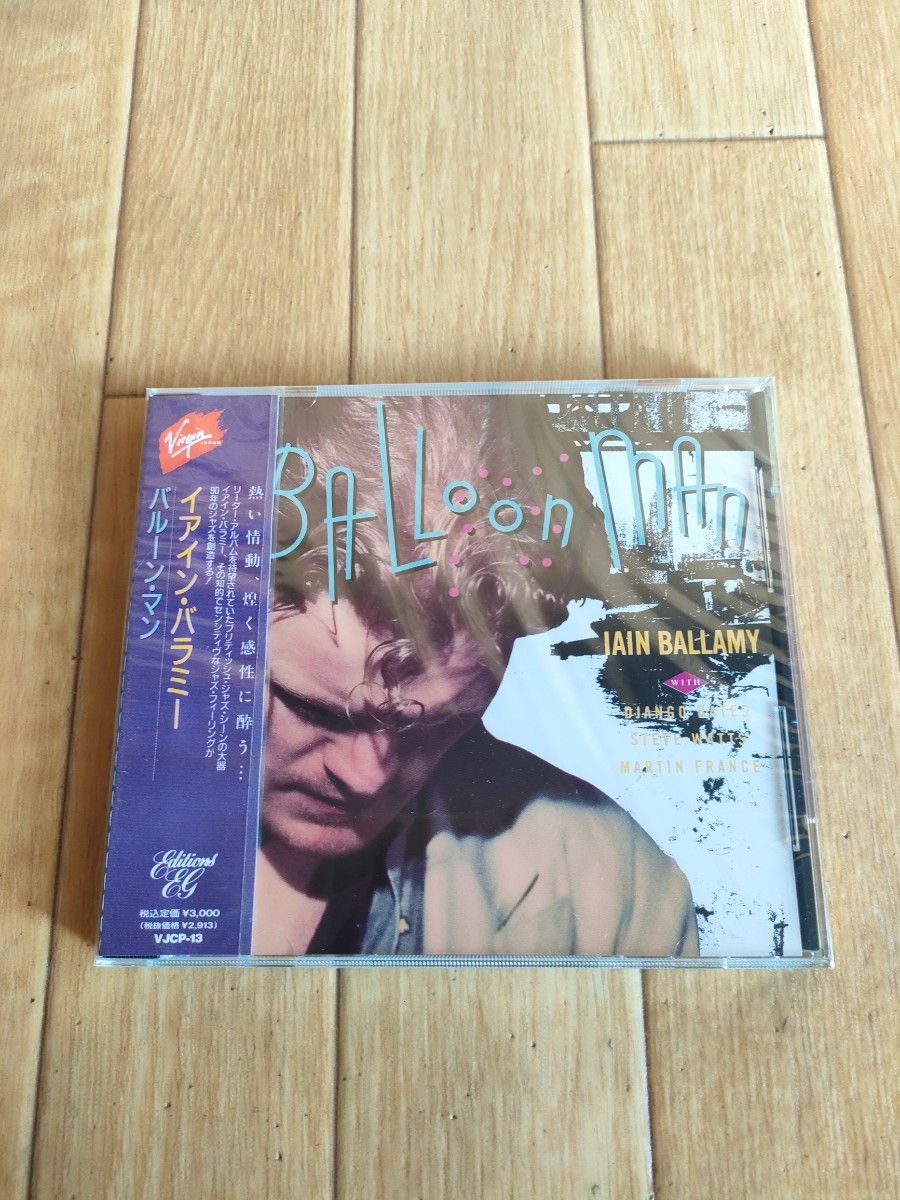 Virgin
JAPAN
熱い情動、煌く感性に酔う…
リーダー・アルバムを待望されていたブリティッシュ・ジャズ・シーンの大器
イアイン・バラミー、その知的でセンシティヴなジャズ・フィーリングが
90年のジャズを創造する!
イアイン・バラミー
バルーン・マン
Editions
EG
税込定価 ¥3,000
(税抜価格 ¥2,913)
VJCP-13
BALLOON MAN
IAIN BALLAMY
WITH
DJANGO BATES
STEVE WATTS
MARTIN FRANCE